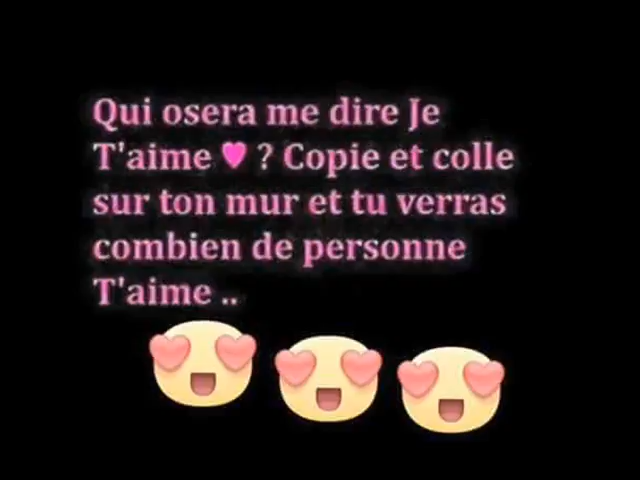 Qui osera me dire Je
T'aime ♥ ? Copie et colle
sur ton mur et tu verras
combien de personne
T'aime ..